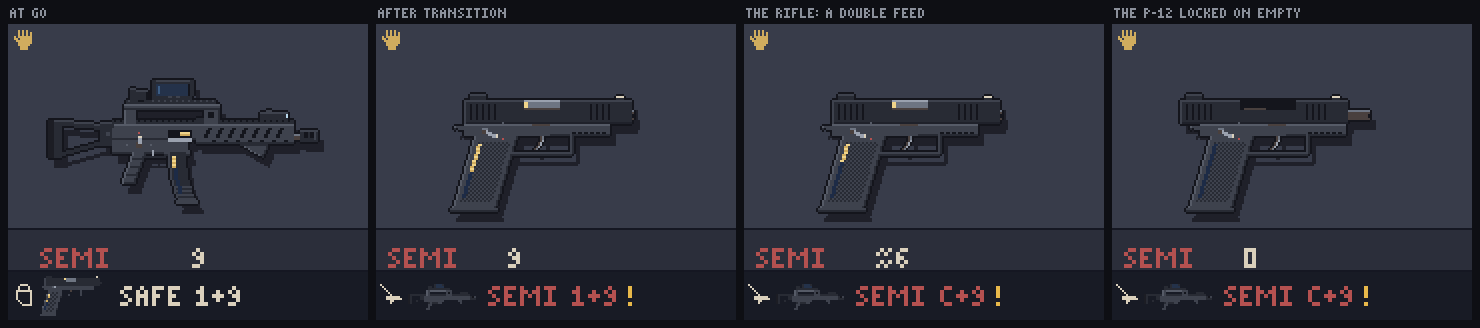 AT GO
SEMI 9
SAFE 1+9
AFTER TRANSITION
SEMI 9
SEMI 1+9!
THE RIFLE: A DOUBLE FEED
SEMI 6
SEMI C+9!
THE P-12 LOCKED ON EMPTY
SEMI 0
SEMI C+9!